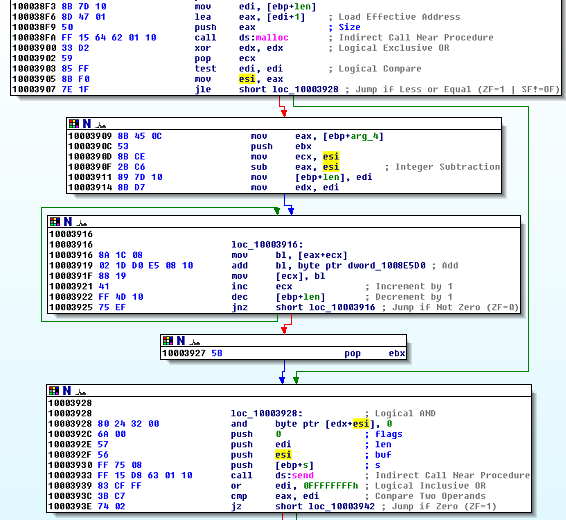 100038F3 8B 7D 10 mov edi, [ebp+len]
100038F6 8D 47 01 lea eax, [edi+1] ; Load Effective Address
100038F9 50 push eax ; Size
100038FA FF 15 64 62 01 10 call ds:malloc ; Indirect Call Near Procedure
10003900 33 D2 xor edx, edx ; Logical Exclusive OR
10003902 59 pop ecx
10003903 85 FF test edi, edi ; Logical Compare
10003905 8B F0 mov esi, eax
10003907 7E 1F jle short loc_10003928 ; Jump if Less or Equal (ZF=1 | SF!=OF)
N
10003909 8B 45 0C mov eax, [ebp+arg_4]
1000390C 53 push ebx
1000390D 8B CE mov ecx, esi
1000390F 2B C6 sub eax, esi ; Integer Subtraction
10003911 89 7D 10 mov [ebp+len], edi
10003914 8B D7 mov edx, edi
N
10003916
10003916 loc_10003916:
10003916 8A 1C 08 mov bl, [eax+ecx]
10003919 02 1D D0 E5 08 10 add bl, byte ptr dword_1008E5D0 ; Add
1000391F 88 19 mov [ecx], bl
10003921 41 inc ecx ; Increment by 1
10003922 FF 4D 10 dec [ebp+len] ; Decrement by 1
10003925 75 EF jnz short loc_10003916 ; Jump if Not Zero (ZF=0)
N
10003927 5B pop ebx
N
10003928
10003928 loc_10003928: ; Logical AND
10003928 80 24 32 00 and byte ptr [edx+esi], 0
1000392C 6A 00 push 0 ; flags
1000392E 57 push edi ; len
1000392F 56 push esi ; buf
10003930 FF 75 08 push [ebp+s] ; s
10003933 FF 15 D8 63 01 10 call ds:send ; Indirect Call Near Procedure
10003939 83 CF FF or edi, 0FFFFFFFFh ; Logical Inclusive OR
1000393C 3B C7 cmp eax, edi ; Compare Two Operands
1000393E 74 02 jz short loc_10003942 ; Jump if Zero (ZF=1)